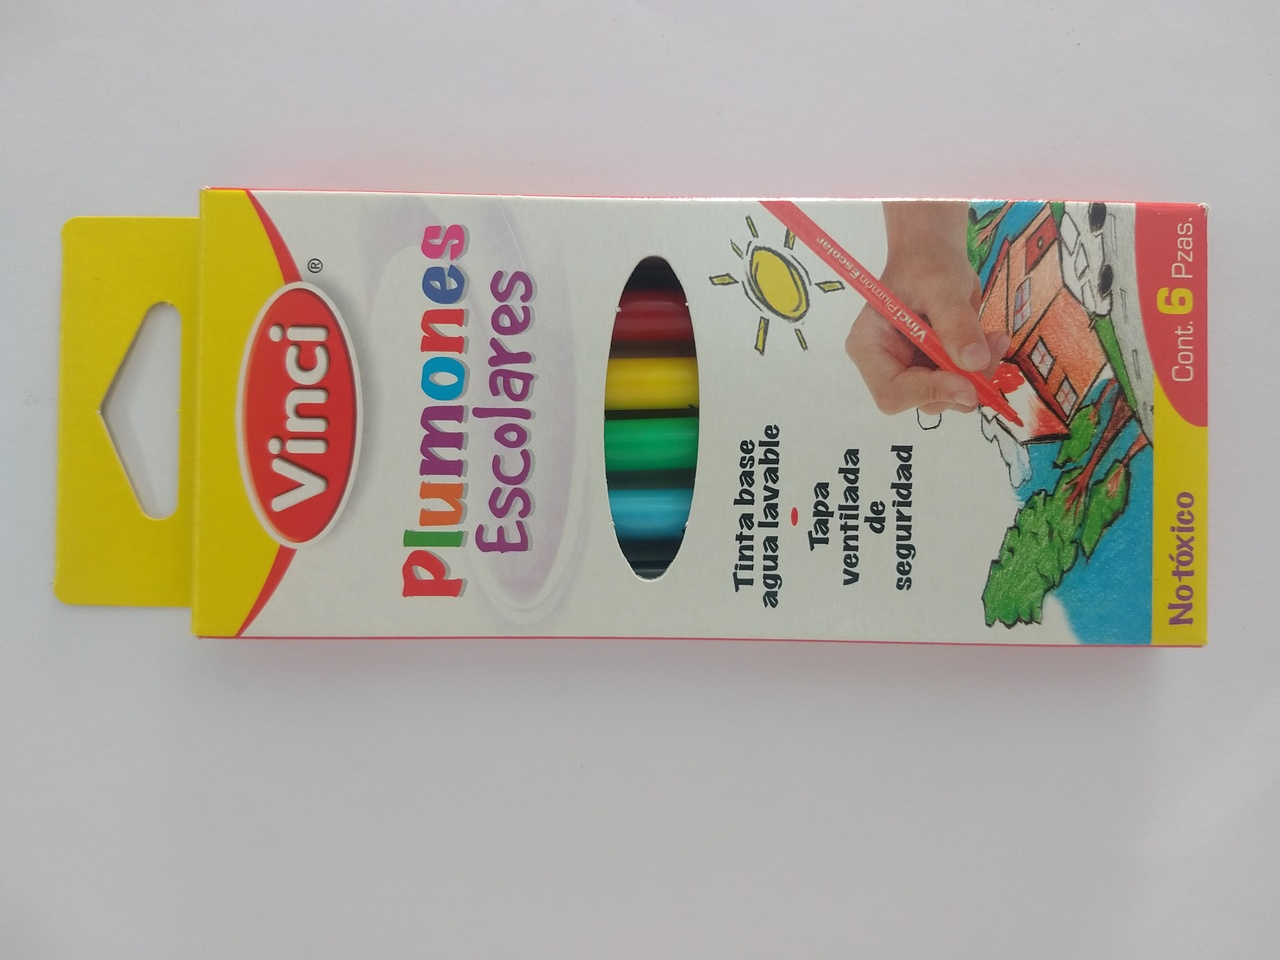 Vinci®
Plumones
Escolares
Tinta base
agua lavable
•
Tapa
ventilada
de
seguridad
Vinci Plumón Escolar
No tóxico
Cont. 6 Pzas.